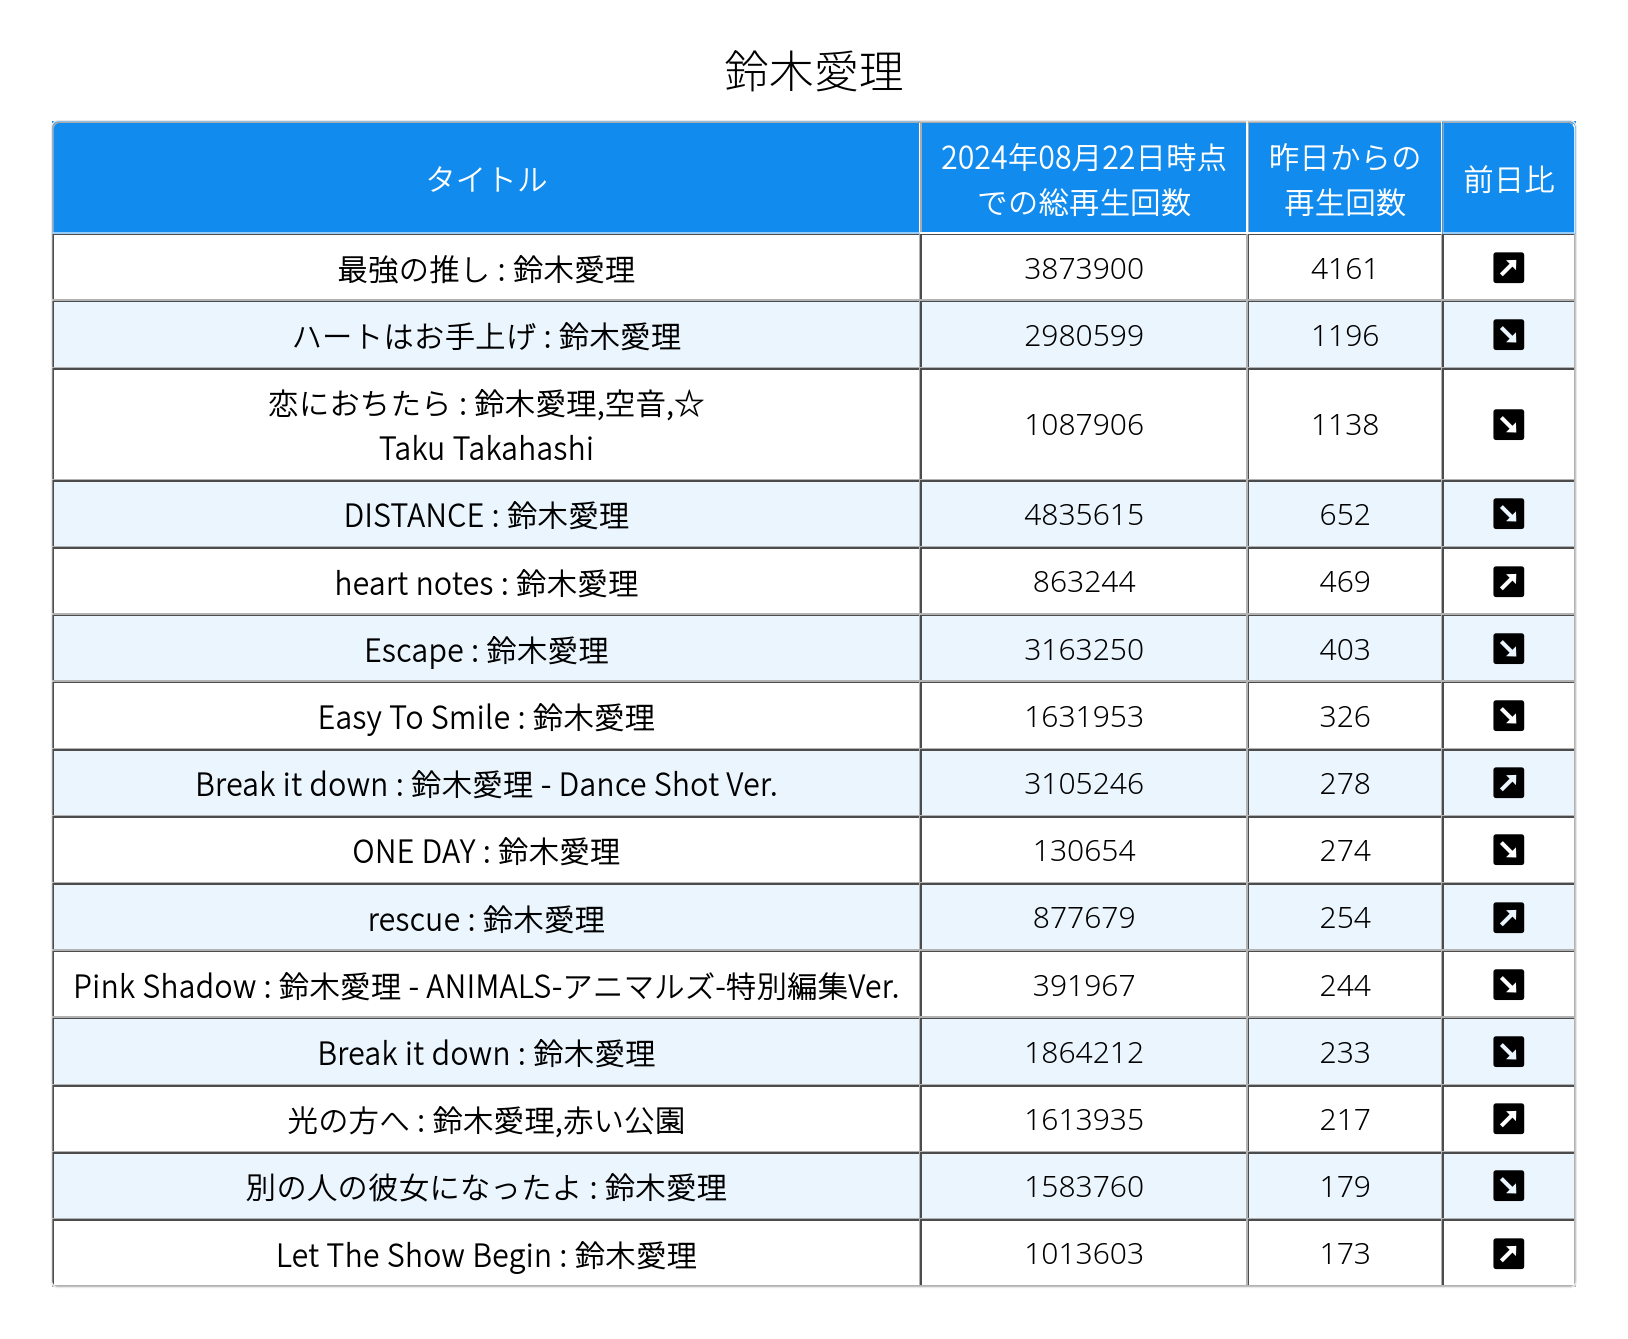 鈴木愛理
タイトル
2024年08月22日時点
での総再生回数
昨日からの
再生回数
前日比
最強の推し : 鈴木愛理 3873900 4161 ↗
ハートはお手上げ : 鈴木愛理 2980599 1196 ↘
恋におちたら : 鈴木愛理,空音,☆
Taku Takahashi 1087906 1138 ↘
DISTANCE : 鈴木愛理 4835615 652 ↘
heart notes : 鈴木愛理 863244 469 ↗
Escape : 鈴木愛理 3163250 403 ↘
Easy To Smile : 鈴木愛理 1631953 326 ↘
Break it down : 鈴木愛理 - Dance Shot Ver. 3105246 278 ↗
ONE DAY : 鈴木愛理 130654 274 ↘
rescue : 鈴木愛理 877679 254 ↗
Pink Shadow : 鈴木愛理 - ANIMALS-アニマルズ-特別編集Ver. 391967 244 ↘
Break it down : 鈴木愛理 1864212 233 ↘
光の方へ : 鈴木愛理,赤い公園 1613935 217 ↗
別の人の彼女になったよ : 鈴木愛理 1583760 179 ↘
Let The Show Begin : 鈴木愛理 1013603 173 ↗